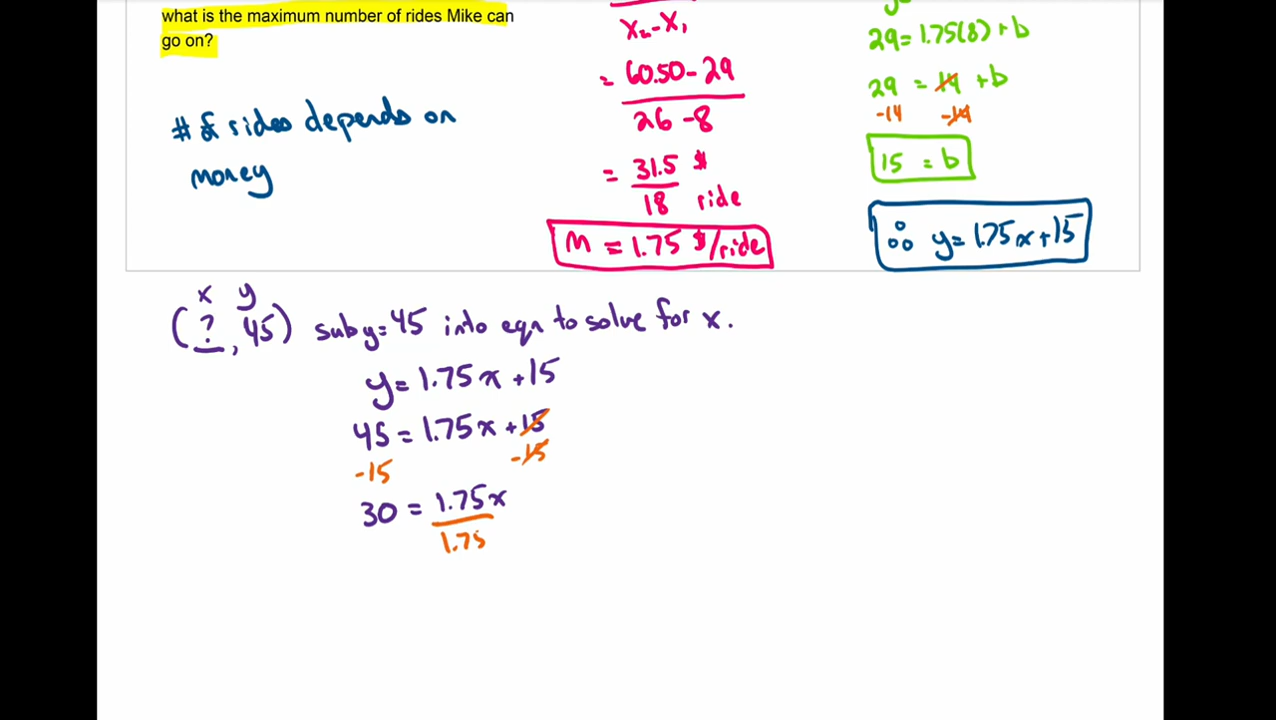 what is the maximum number of rides Mike can
go on?
# of rides depends on
money
x₂-x₁
= 60.50-29
26-8
= 31.5 $
18 ride
m = 1.75 $/ride
29=1.75(8)+b
29 = 14 +b
-14 -14
15 = b
∴ y=1.75x+15
x y
(?, 45) sub y=45 into eqn to solve for x.
y=1.75x+15
45=1.75x+15
-15 -15
30 = 1.75x
1.75